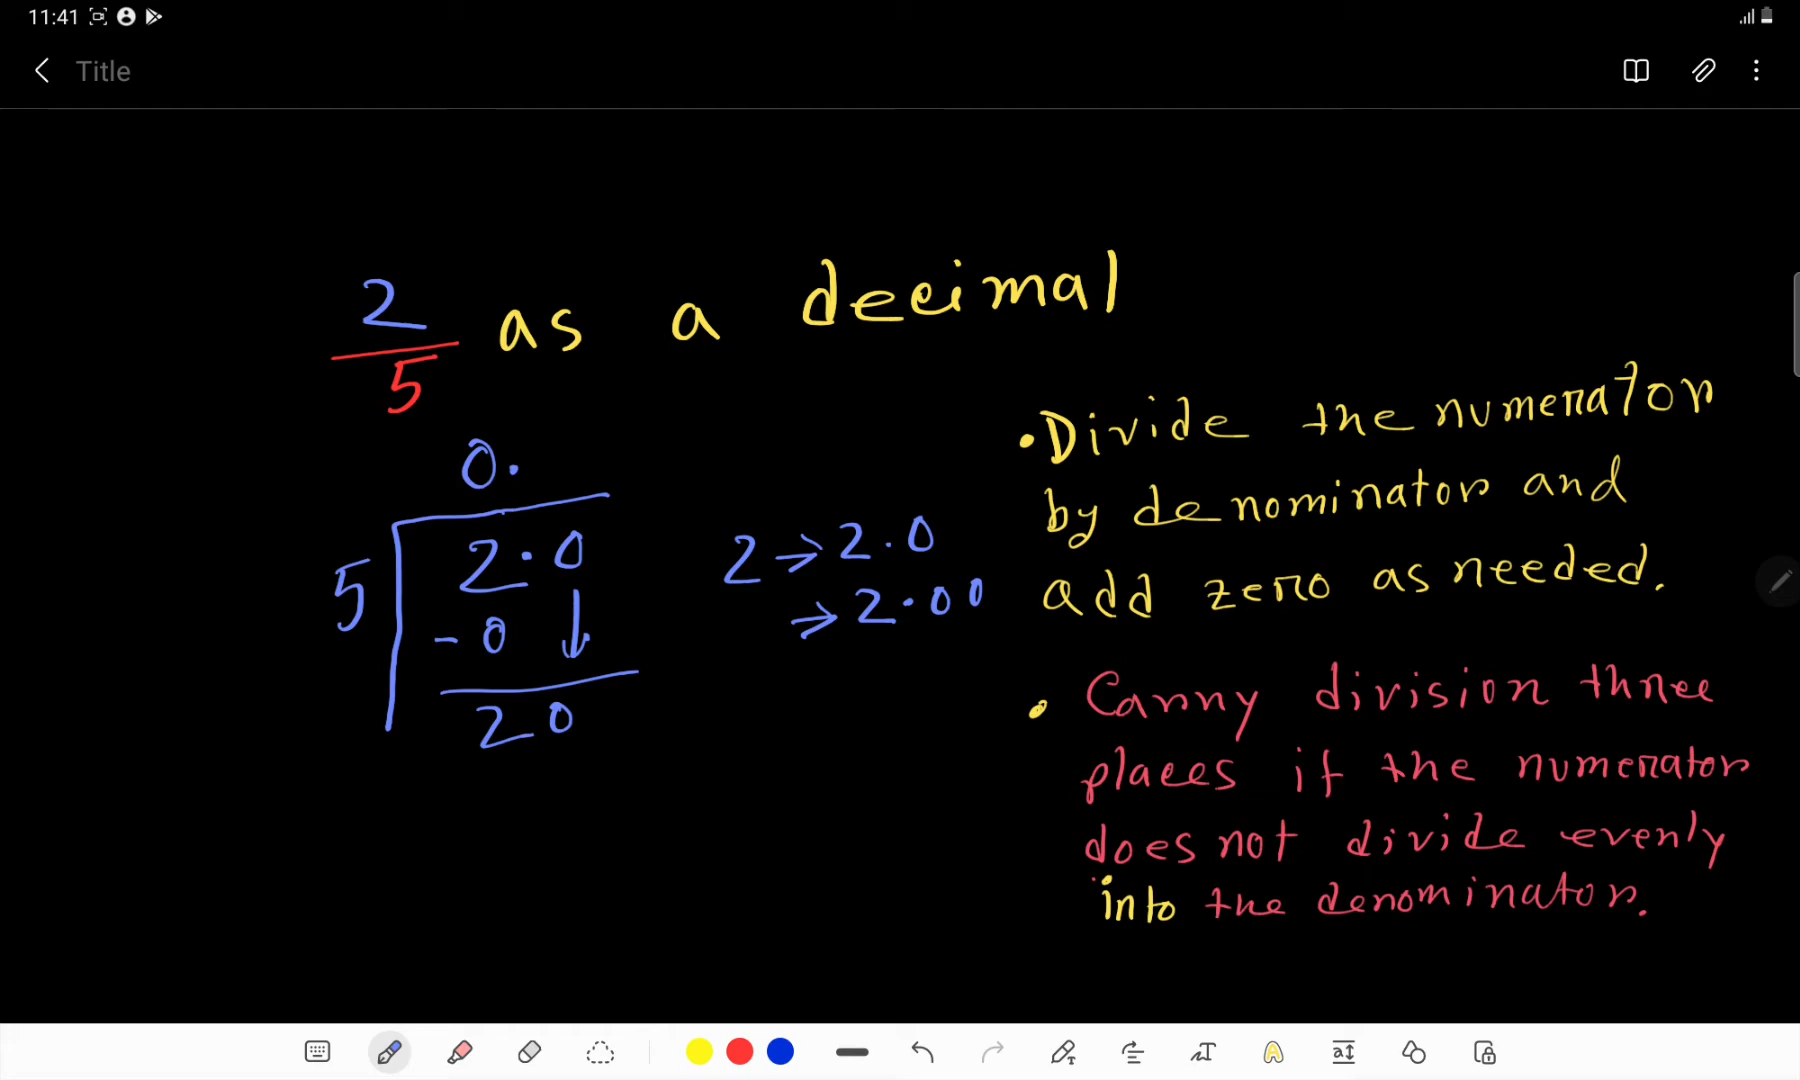 11:41
Title
2
5
as a decimal
0.
5
2.0
- 0
2 0
2 → 2.0
→ 2.00
• Divide the numerator
by denominator and
add zero as needed.
• Carry division three
places if the numerator
does not divide evenly
into the denominator.